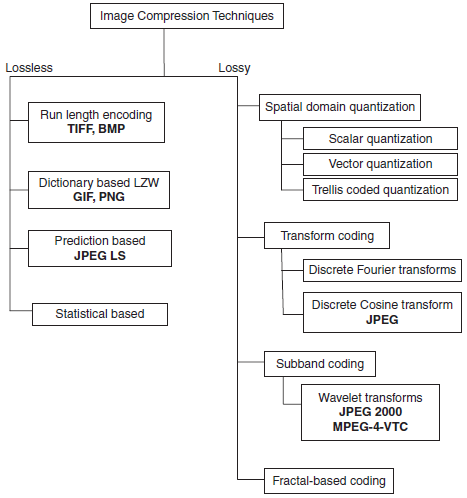 Image Compression Techniques
Lossless
Lossy
Run length encoding
TIFF, BMP
Dictionary based LZW
GIF, PNG
Prediction based
JPEG LS
Statistical based
Spatial domain quantization
Scalar quantization
Vector quantization
Trellis coded quantization
Transform coding
Discrete Fourier transforms
Discrete Cosine transform
JPEG
Subband coding
Wavelet transforms
JPEG 2000
MPEG-4-VTC
Fractal-based coding